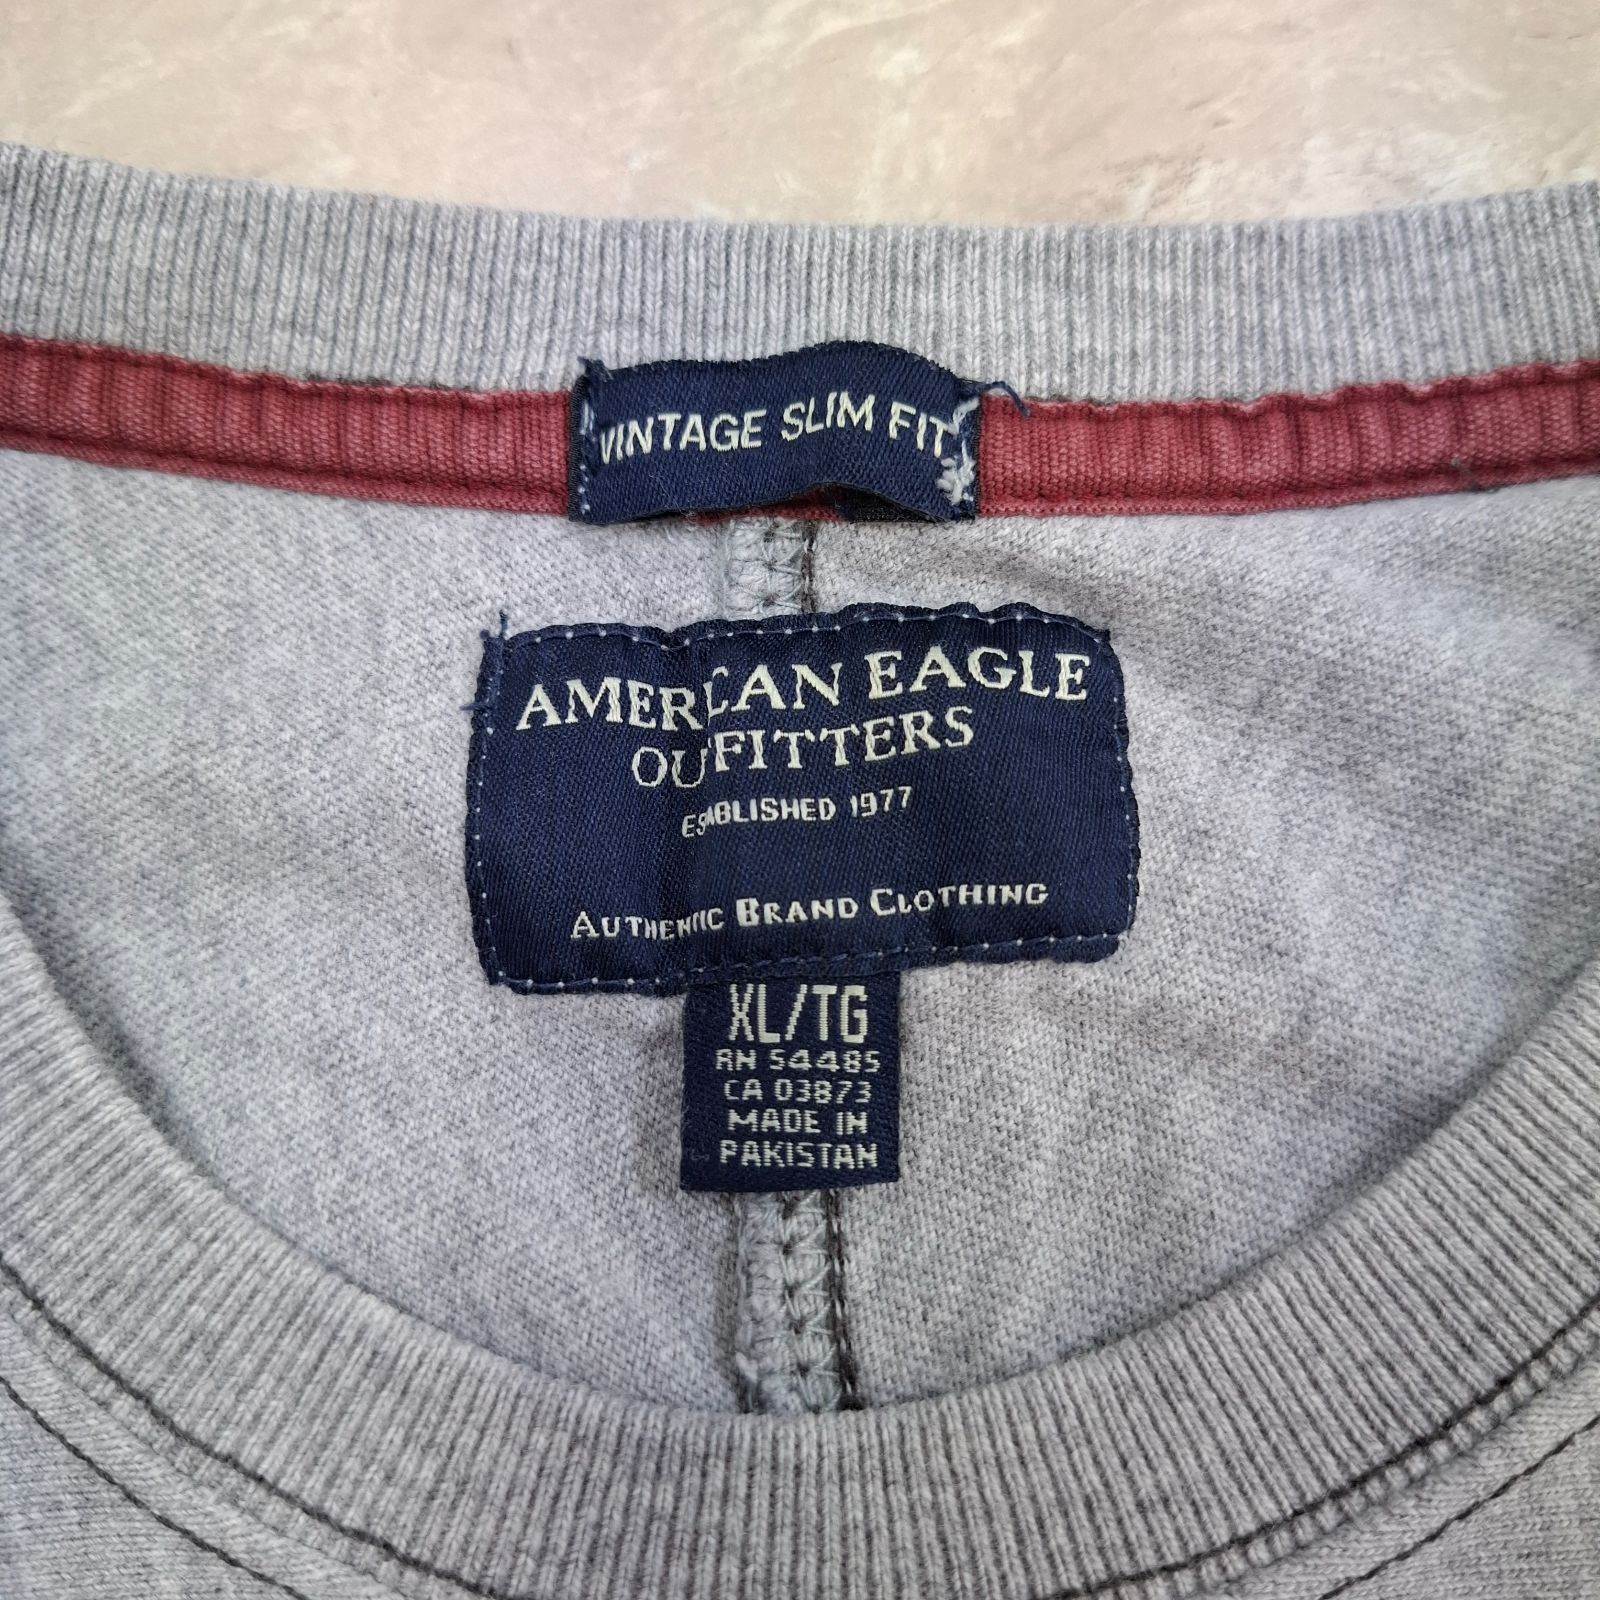 VINTAGE SLIM FIT
AMERICAN EAGLE
OUTFITTERS
ESTABLISHED 1977
AUTHENTIC BRAND CLOTHING
XL/TG
RN 54485
CA 03873
MADE IN
PAKISTAN